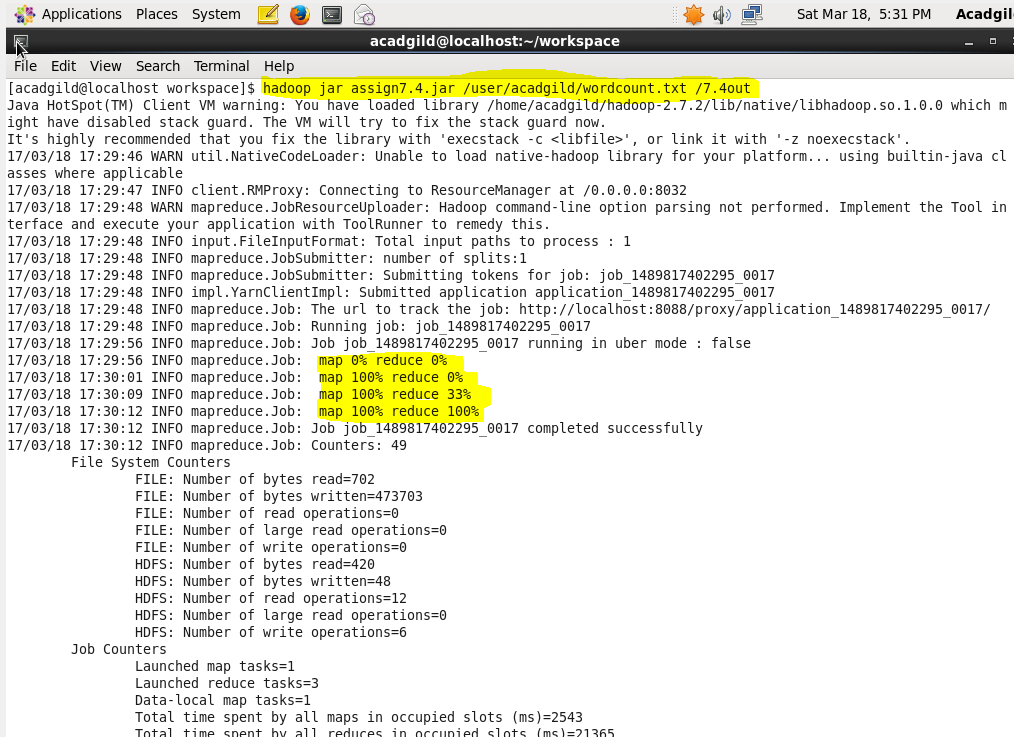 Applications Places System Sat Mar 18, 5:31 PM Acadgil
acadgild@localhost:~/workspace
File Edit View Search Terminal Help
[acadgild@localhost workspace]$ hadoop jar assign7.4.jar /user/acadgild/wordcount.txt /7.4out
Java HotSpot(TM) Client VM warning: You have loaded library /home/acadgild/hadoop-2.7.2/lib/native/libhadoop.so.1.0.0 which m
ight have disabled stack guard. The VM will try to fix the stack guard now.
It's highly recommended that you fix the library with 'execstack -c <libfile>', or link it with '-z noexecstack'.
17/03/18 17:29:46 WARN util.NativeCodeLoader: Unable to load native-hadoop library for your platform... using builtin-java cl
asses where applicable
17/03/18 17:29:47 INFO client.RMProxy: Connecting to ResourceManager at /0.0.0.0:8032
17/03/18 17:29:48 WARN mapreduce.JobResourceUploader: Hadoop command-line option parsing not performed. Implement the Tool in
terface and execute your application with ToolRunner to remedy this.
17/03/18 17:29:48 INFO input.FileInputFormat: Total input paths to process : 1
17/03/18 17:29:48 INFO mapreduce.JobSubmitter: number of splits:1
17/03/18 17:29:48 INFO mapreduce.JobSubmitter: Submitting tokens for job: job_1489817402295_0017
17/03/18 17:29:48 INFO impl.YarnClientImpl: Submitted application application_1489817402295_0017
17/03/18 17:29:48 INFO mapreduce.Job: The url to track the job: http://localhost:8088/proxy/application_1489817402295_0017/
17/03/18 17:29:48 INFO mapreduce.Job: Running job: job_1489817402295_0017
17/03/18 17:29:56 INFO mapreduce.Job: Job job_1489817402295_0017 running in uber mode : false
17/03/18 17:29:56 INFO mapreduce.Job:  map 0% reduce 0%
17/03/18 17:30:01 INFO mapreduce.Job:  map 100% reduce 0%
17/03/18 17:30:09 INFO mapreduce.Job:  map 100% reduce 33%
17/03/18 17:30:12 INFO mapreduce.Job:  map 100% reduce 100%
17/03/18 17:30:12 INFO mapreduce.Job: Job job_1489817402295_0017 completed successfully
17/03/18 17:30:12 INFO mapreduce.Job: Counters: 49
File System Counters
FILE: Number of bytes read=702
FILE: Number of bytes written=473703
FILE: Number of read operations=0
FILE: Number of large read operations=0
FILE: Number of write operations=0
HDFS: Number of bytes read=420
HDFS: Number of bytes written=48
HDFS: Number of read operations=12
HDFS: Number of large read operations=0
HDFS: Number of write operations=6
Job Counters
Launched map tasks=1
Launched reduce tasks=3
Data-local map tasks=1
Total time spent by all maps in occupied slots (ms)=2543
Total time spent by all reduces in occupied slots (ms)=21365